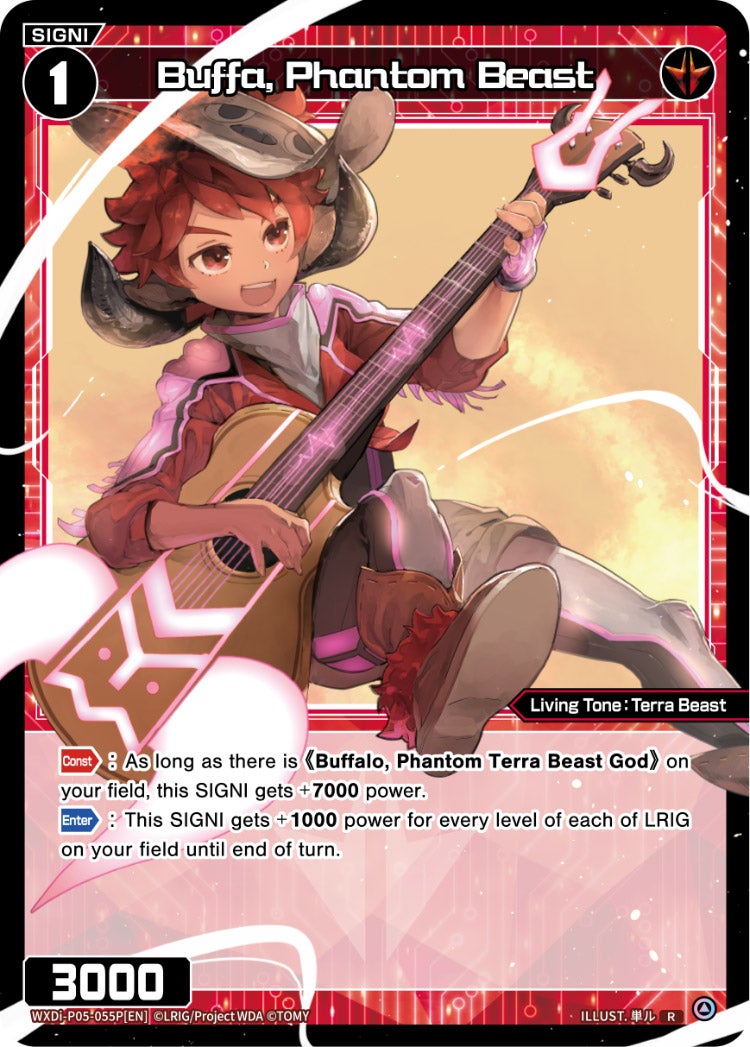 SIGNI
1
Buffa, Phantom Beast
Living Tone:Terra Beast
Const : As long as there is 《Buffalo, Phantom Terra Beast God》 on
your field, this SIGNI gets +7000 power.
Enter : This SIGNI gets +1000 power for every level of each of LRIG
on your field until end of turn.
3000
WXDi-P05-055P[EN] ©LRIG/Project WDA ©TOMY
ILLUST. 単ル R